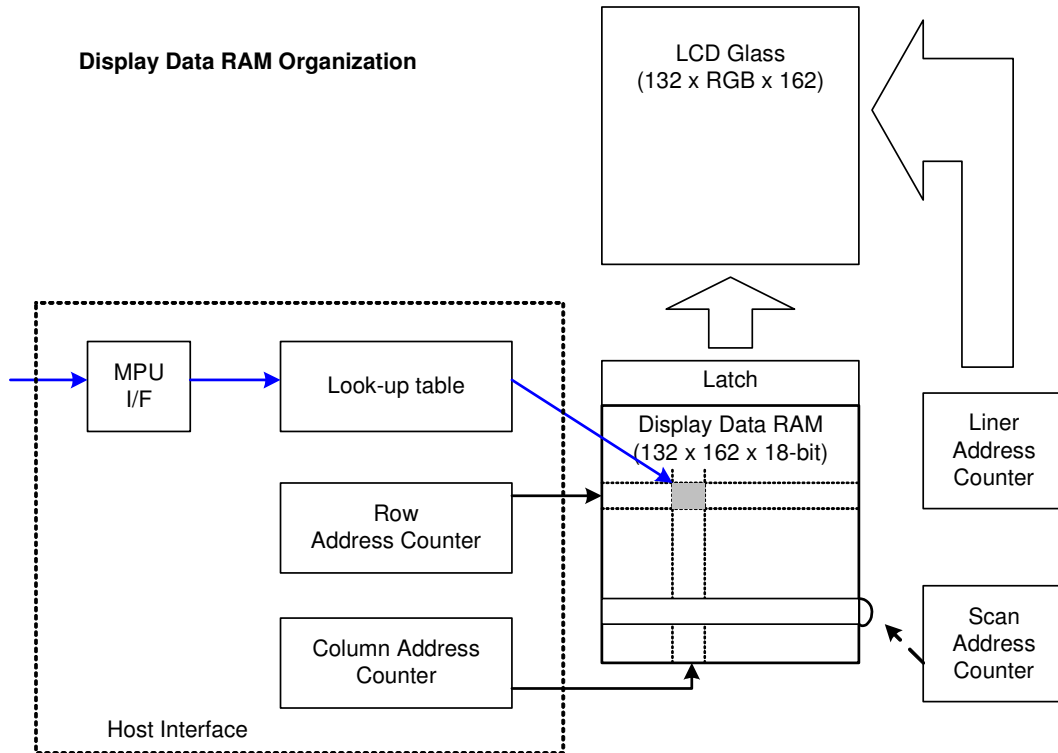 Display Data RAM Organization
LCD Glass
(132 x RGB x 162)
MPU
I/F
Look-up table
Latch
Display Data RAM
(132 x 162 x 18-bit)
Liner
Address
Counter
Row
Address Counter
Column Address
Counter
Scan
Address
Counter
Host Interface